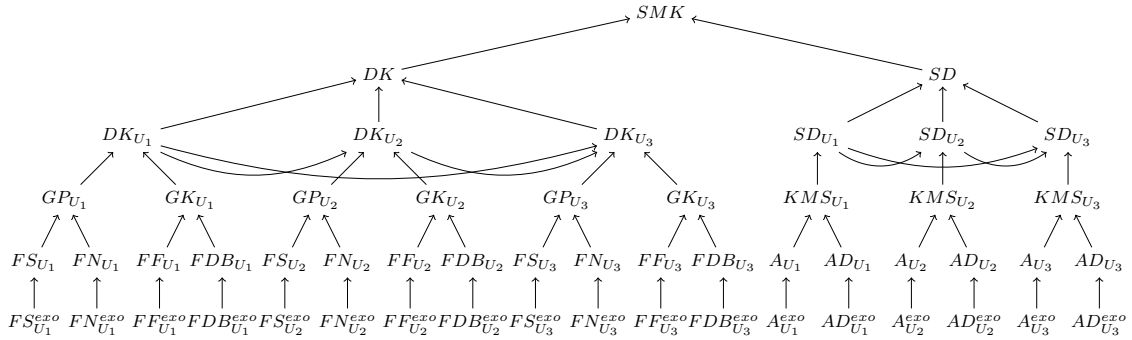 SMK
DK SD
DK_{U_1} DK_{U_2} DK_{U_3} SD_{U_1} SD_{U_2} SD_{U_3}
GP_{U_1} GK_{U_1} GP_{U_2} GK_{U_2} GP_{U_3} GK_{U_3} KMS_{U_1} KMS_{U_2} KMS_{U_3}
FS_{U_1} FN_{U_1} FF_{U_1} FDB_{U_1} FS_{U_2} FN_{U_2} FF_{U_2} FDB_{U_2} FS_{U_3} FN_{U_3} FF_{U_3} FDB_{U_3} A_{U_1} AD_{U_1} A_{U_2} AD_{U_2} A_{U_3} AD_{U_3}
FS^{exo}_{U_1} FN^{exo}_{U_1} FF^{exo}_{U_1} FDB^{exo}_{U_1} FS^{exo}_{U_2} FN^{exo}_{U_2} FF^{exo}_{U_2} FDB^{exo}_{U_2} FS^{exo}_{U_3} FN^{exo}_{U_3} FF^{exo}_{U_3} FDB^{exo}_{U_3} A^{exo}_{U_1} AD^{exo}_{U_1} A^{exo}_{U_2} AD^{exo}_{U_2} A^{exo}_{U_3} AD^{exo}_{U_3}